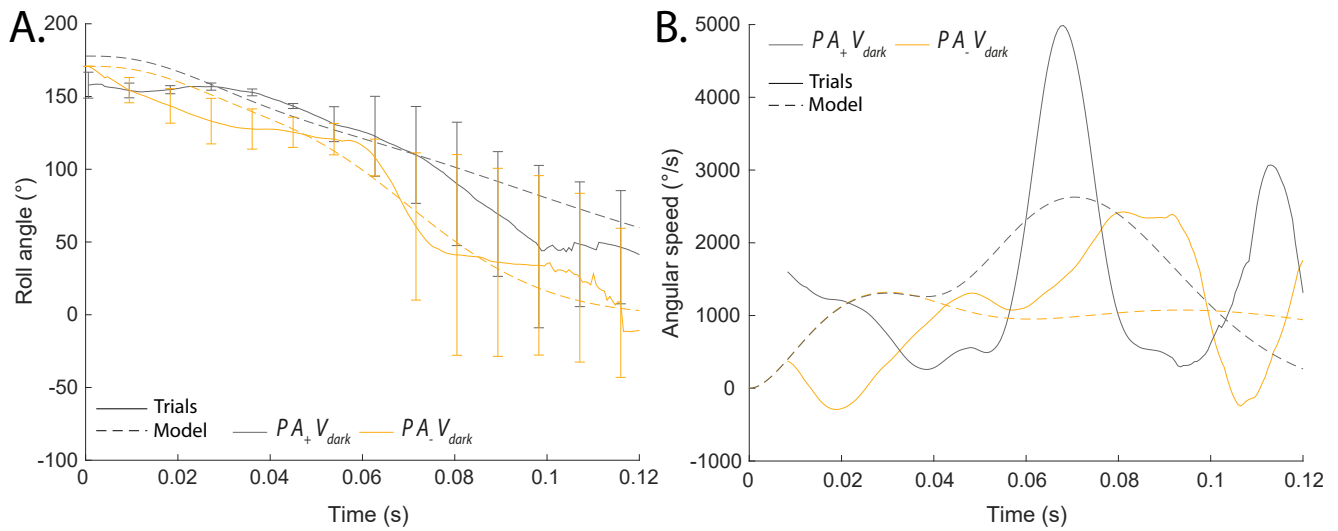 A.
200
150
100
50
0
-50
-100
Roll angle (°)
Trials
Model
PA+Vdark
PA-Vdark
0
0.02
0.04
0.06
0.08
0.1
0.12
Time (s)
B.
5000
4000
3000
2000
1000
0
-1000
Angular speed (°/s)
PA+Vdark
PA-Vdark
Trials
Model
0
0.02
0.04
0.06
0.08
0.1
0.12
Time (s)